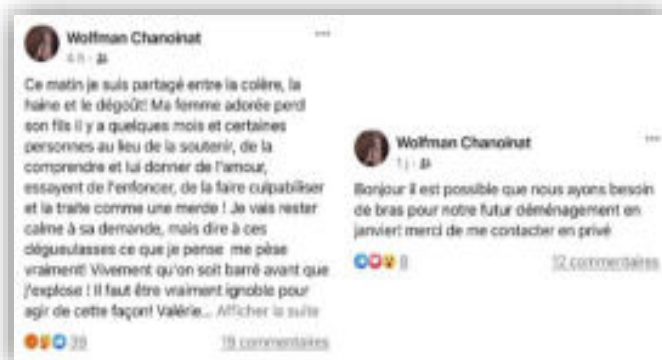 Wolfman Chanoinat
4 h
Ce matin je suis partagé entre la colère, la
haine et le dégoût! Ma femme adorée perd
son fils il y a quelques mois et certaines
personnes au lieu de la soutenir, de la
comprendre et lui donner de l'amour,
essayent de l'enfoncer, de la faire culpabiliser
et la traite comme une merde ! Je vais rester
calme à sa demande, mais dire à ces
dégueulasses ce que je pense me pèse
vraiment! Vivement qu'on soit barré avant que
j'explose ! Il faut être vraiment ignoble pour
agir de cette façon! Valérie... Afficher la suite
39 19 commentaires
Wolfman Chanoinat
1 j
Bonjour il est possible que nous ayons besoin
de bras pour notre futur déménagement en
janvier! merci de me contacter en privé
8 12 commentaires